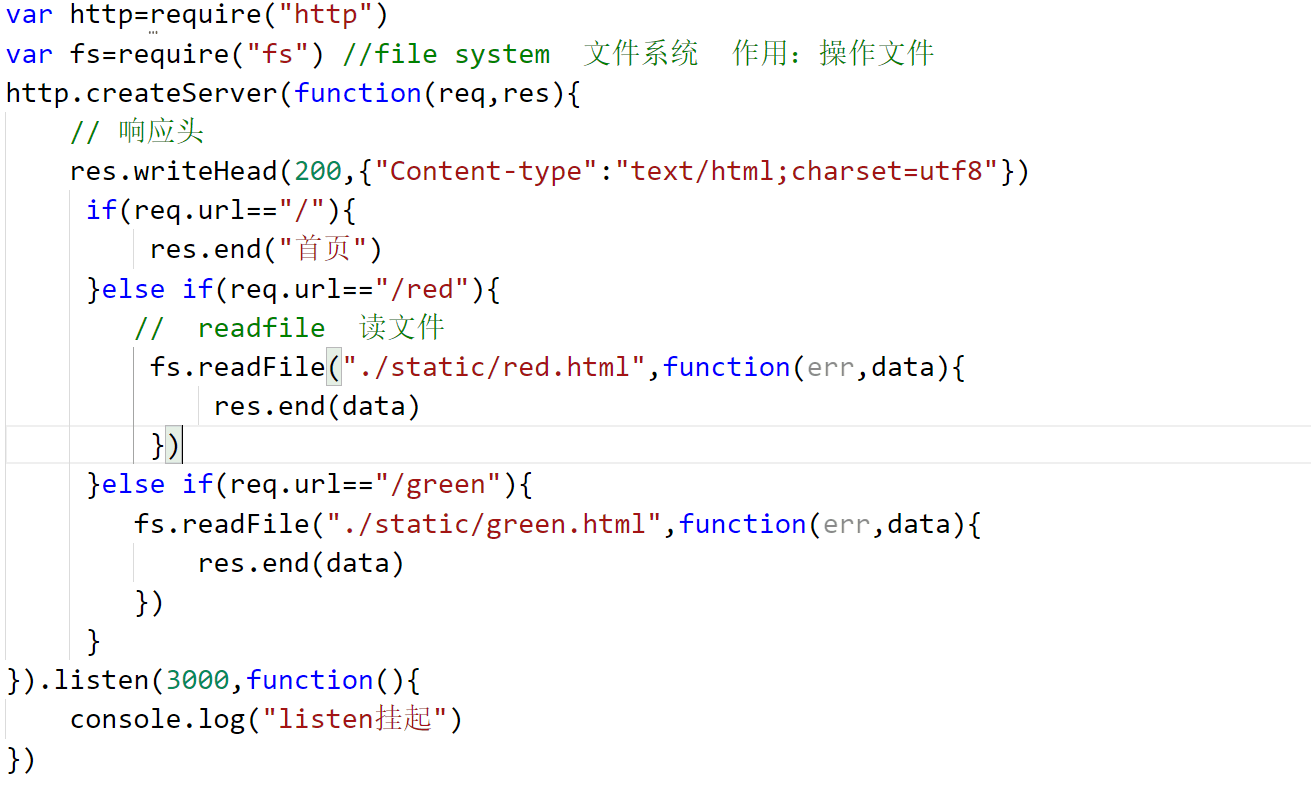 var http=require("http")
var fs=require("fs") //file system  文件系统  作用：操作文件
http.createServer(function(req,res){
    // 响应头
    res.writeHead(200,{"Content-type":"text/html;charset=utf8"})
     if(req.url=="/"){
         res.end("首页")
     }else if(req.url=="/red"){
        //  readfile  读文件
         fs.readFile("./static/red.html",function(err,data){
             res.end(data)
         })
     }else if(req.url=="/green"){
        fs.readFile("./static/green.html",function(err,data){
            res.end(data)
        })
     }
}).listen(3000,function(){
    console.log("listen挂起")
})